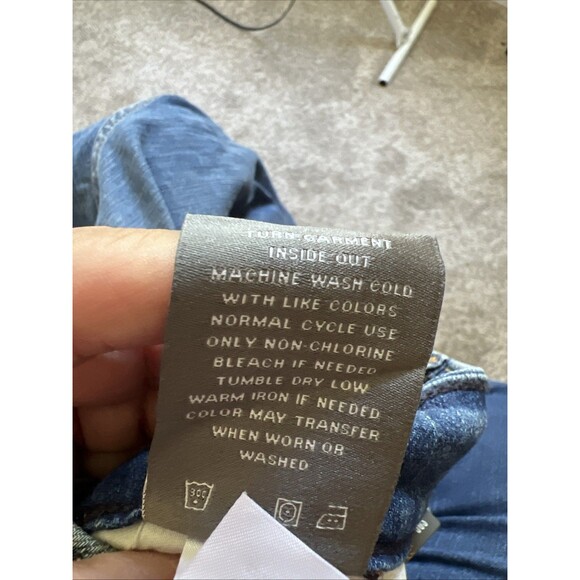 TURN GARMENT
INSIDE OUT
MACHINE WASH COLD
WITH LIKE COLORS
NORMAL CYCLE USE
ONLY NON-CHLORINE
BLEACH IF NEEDED
TUMBLE DRY LOW
WARM IRON IF NEEDED
COLOR MAY TRANSFER
WHEN WORN OR
WASHED
30C